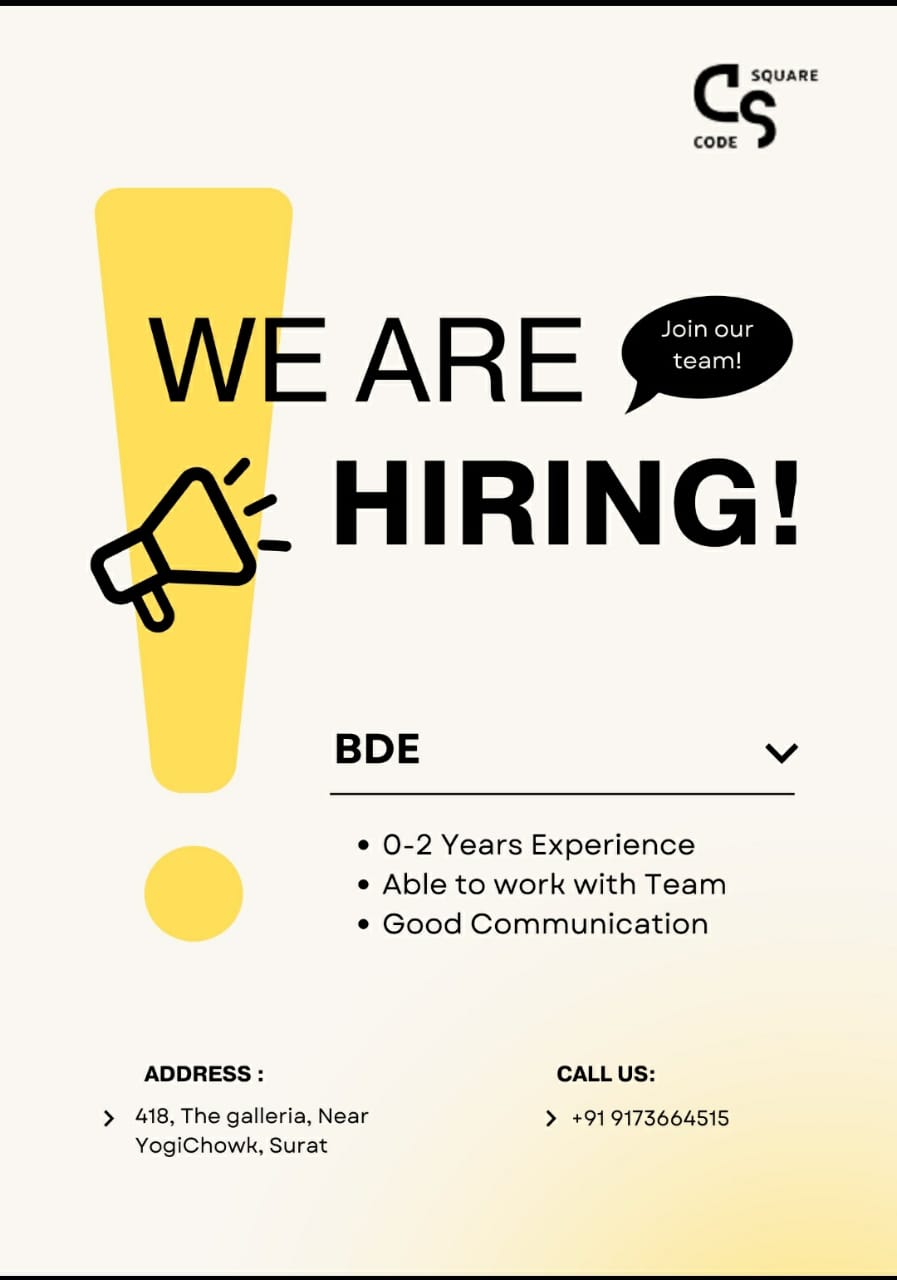 SQUARE
CS
CODE
WE ARE
Join our
team!
HIRING!
BDE
0-2 Years Experience
Able to work with Team
Good Communication
ADDRESS :
418, The galleria, Near
YogiChowk, Surat
CALL US:
+91 9173664515